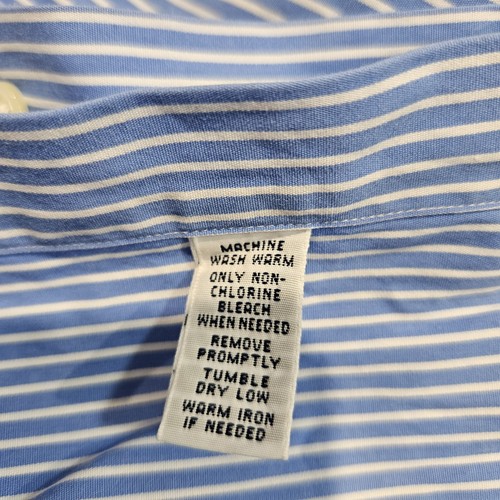 MACHINE
WASH WARM
ONLY NON-
CHLORINE
BLEACH
WHEN NEEDED
REMOVE
PROMPTLY
TUMBLE
DRY LOW
WARM IRON
IF NEEDED